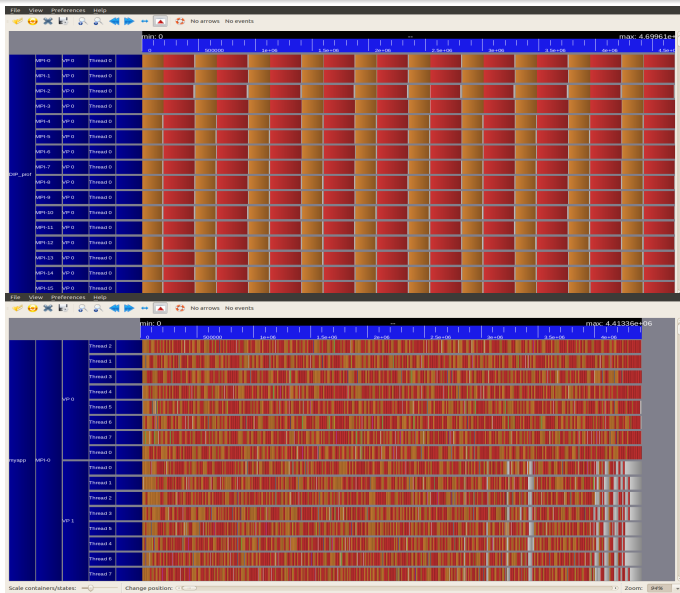 File View Preferences Help
No arrows No events
min: 0 -- max: 4.69961e+
0 500000 1e+06 1.5e+06 2e+06 2.5e+06 3e+06 3.5e+06 4e+06 4.5e+0
MPI-0 VP 0 Thread 0
MPI-1 VP 0 Thread 0
MPI-2 VP 0 Thread 0
MPI-3 VP 0 Thread 0
MPI-4 VP 0 Thread 0
MPI-5 VP 0 Thread 0
MPI-6 VP 0 Thread 0
MPI-7 VP 0 Thread 0
DIP_prof
MPI-8 VP 0 Thread 0
MPI-9 VP 0 Thread 0
MPI-10 VP 0 Thread 0
MPI-11 VP 0 Thread 0
MPI-12 VP 0 Thread 0
MPI-13 VP 0 Thread 0
MPI-14 VP 0 Thread 0
MPI-15 VP 0 Thread 0
File View Preferences Help
No arrows No events
min: 0 -- max: 4.41336e+06
0 500000 1e+06 1.5e+06 2e+06 2.5e+06 3e+06 3.5e+06 4e+06
Thread 2
Thread 1
Thread 3
Thread 4
VP 0
Thread 5
Thread 6
Thread 7
Thread 0
myapp MPI-0
Thread 0
Thread 1
Thread 2
Thread 3
VP 1
Thread 5
Thread 4
Thread 6
Thread 7
Scale containers/states: Change position: Zoom: 94%